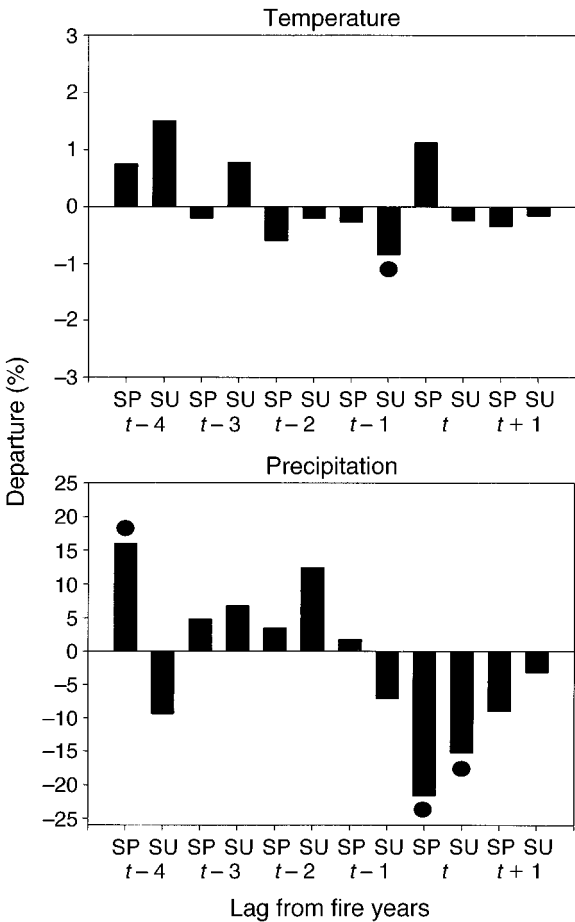 Temperature
3
2
1
0
−1
−2
−3
SP SU SP SU SP SU SP SU SP SU SP SU
t − 4 t − 3 t − 2 t − 1 t t + 1
Departure (%)
Precipitation
25
20
15
10
5
0
−5
−10
−15
−20
−25
SP SU SP SU SP SU SP SU SP SU SP SU
t − 4 t − 3 t − 2 t − 1 t t + 1
Lag from fire years